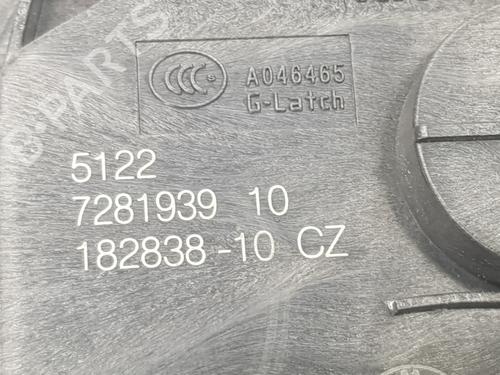 CCC A046465
G-Latch
5122
7281939 10
182838-10 CZ
B-PARTS